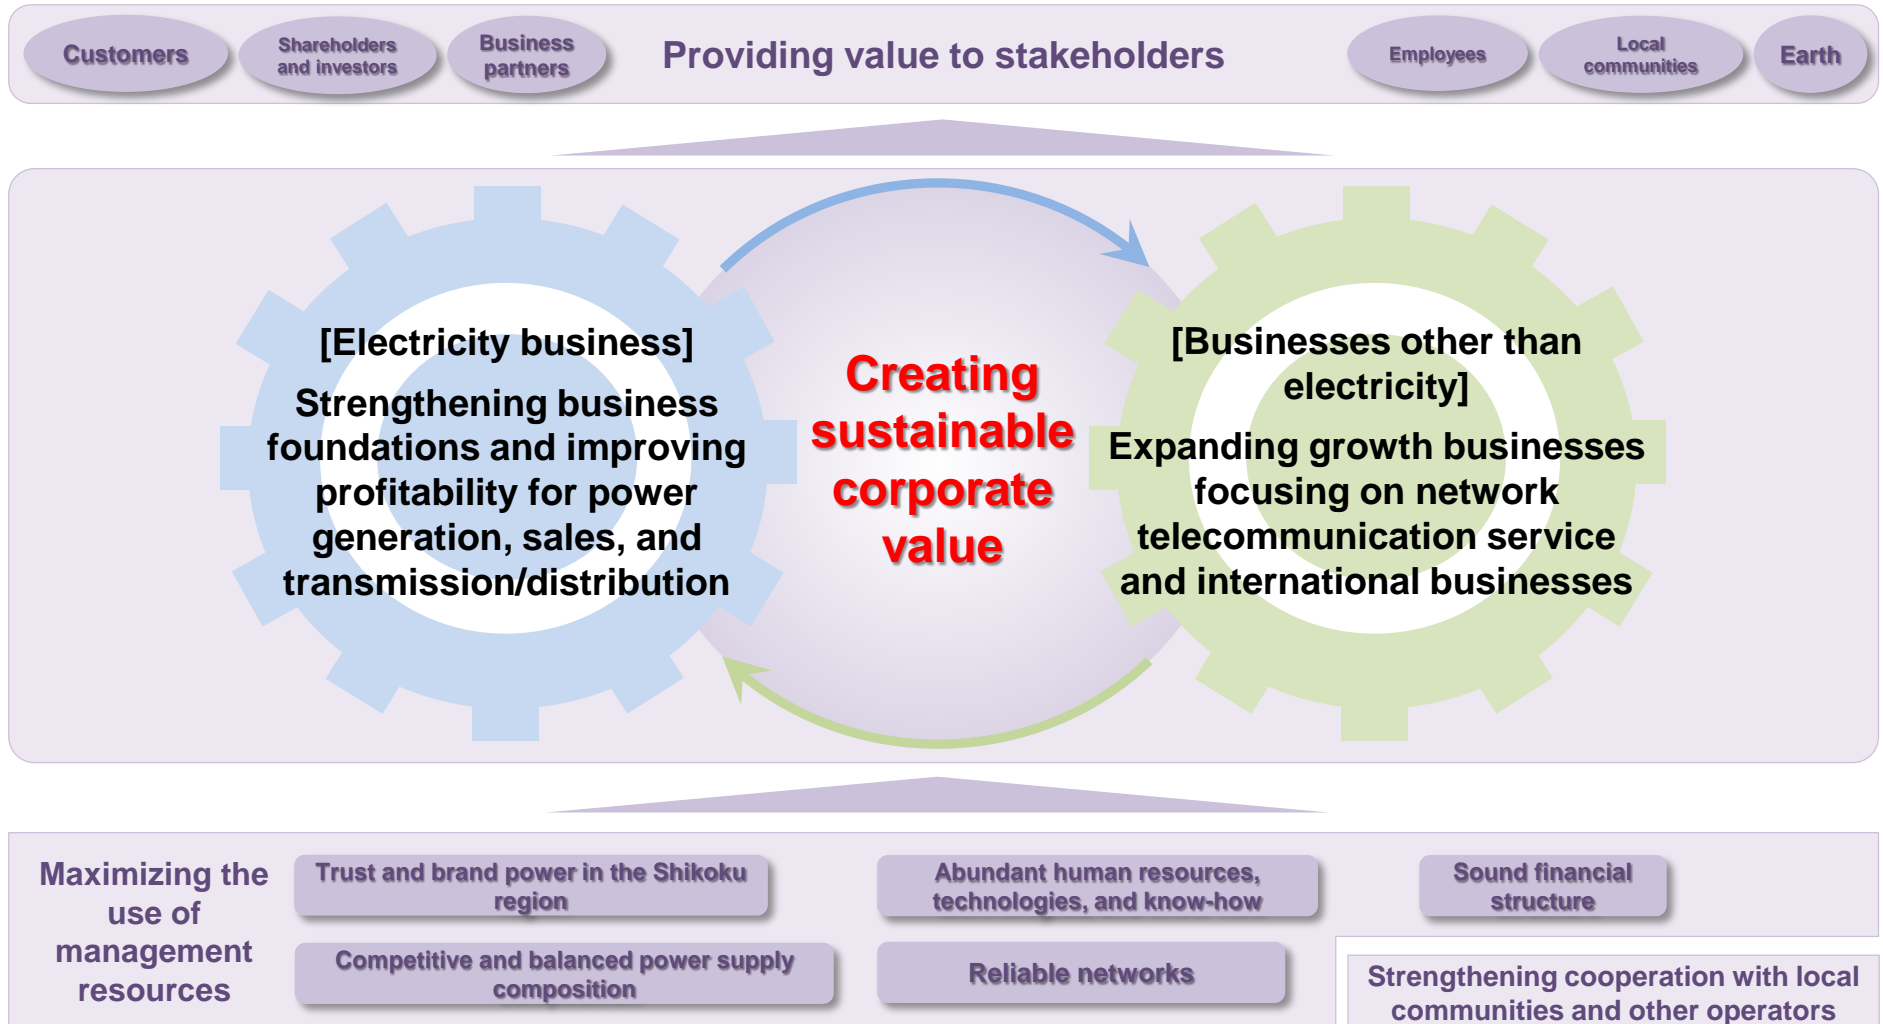 Customers
Shareholders
and investors
Business
partners
Providing value to stakeholders
Employees
Local
communities
Earth
[Electricity business]
Strengthening business
foundations and improving
profitability for power
generation, sales, and
transmission/distribution
Creating
sustainable
corporate
value
[Businesses other than
electricity]
Expanding growth businesses
focusing on network
telecommunication service
and international businesses
Maximizing the
use of
management
resources
Trust and brand power in the Shikoku
region
Abundant human resources,
technologies, and know-how
Sound financial
structure
Competitive and balanced power supply
composition
Reliable networks
Strengthening cooperation with local
communities and other operators